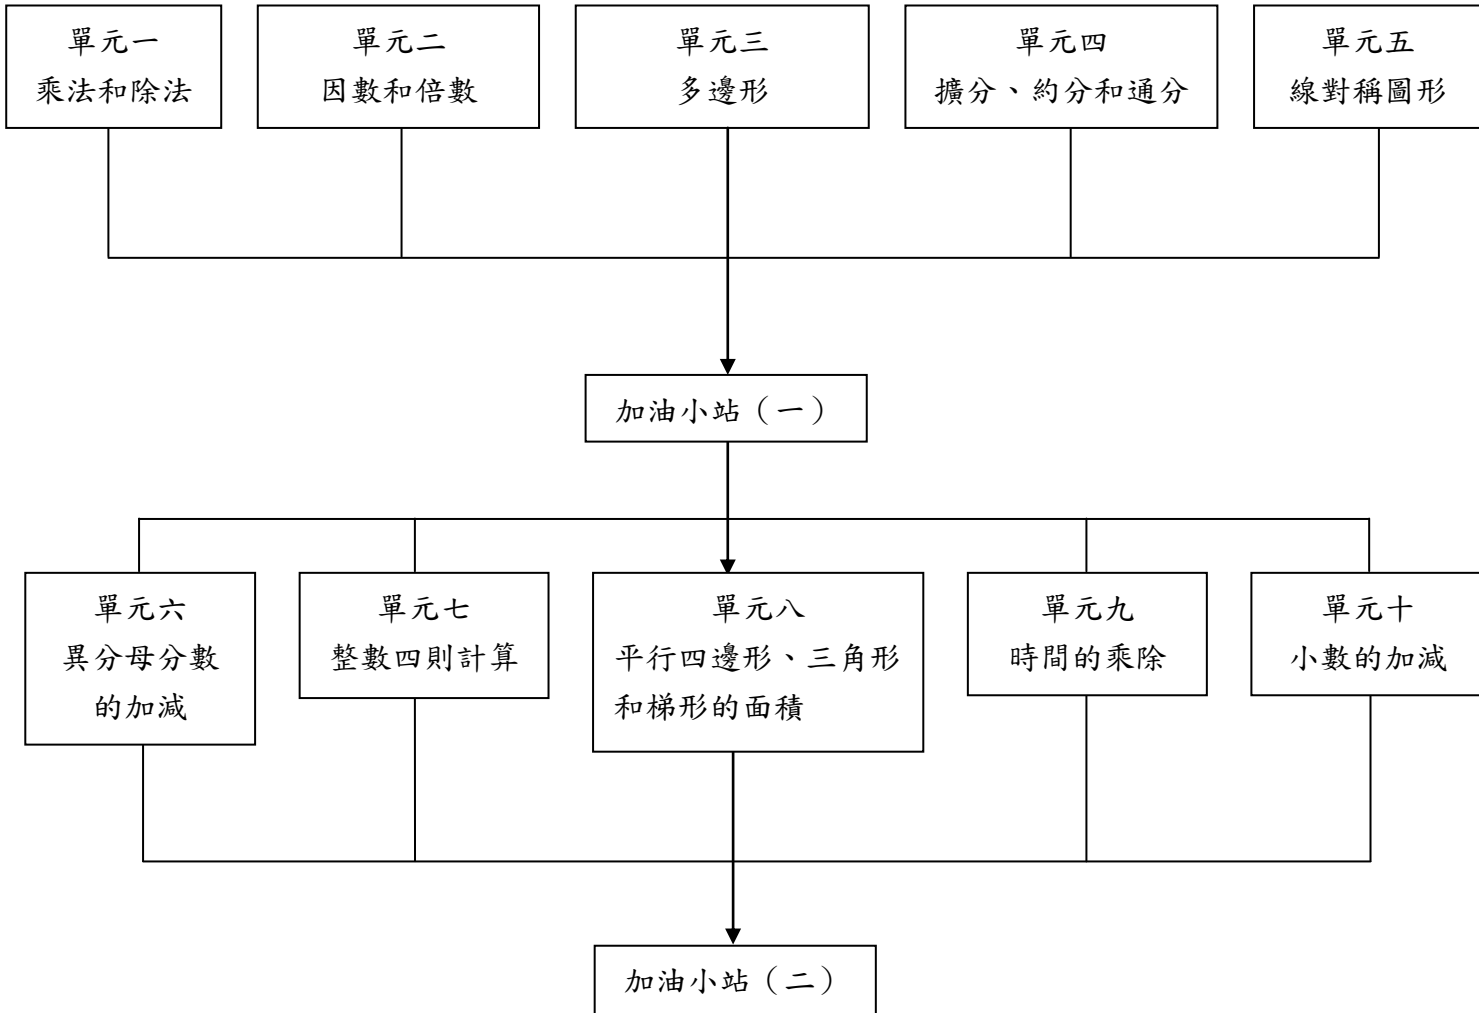 單元一
乘法和除法
單元二
因數和倍數
單元三
多邊形
單元四
擴分、約分和通分
單元五
線對稱圖形
加油小站（一）
單元六
異分母分數
的加減
單元七
整數四則計算
單元八
平行四邊形、三角形
和梯形的面積
單元九
時間的乘除
單元十
小數的加減
加油小站（二）